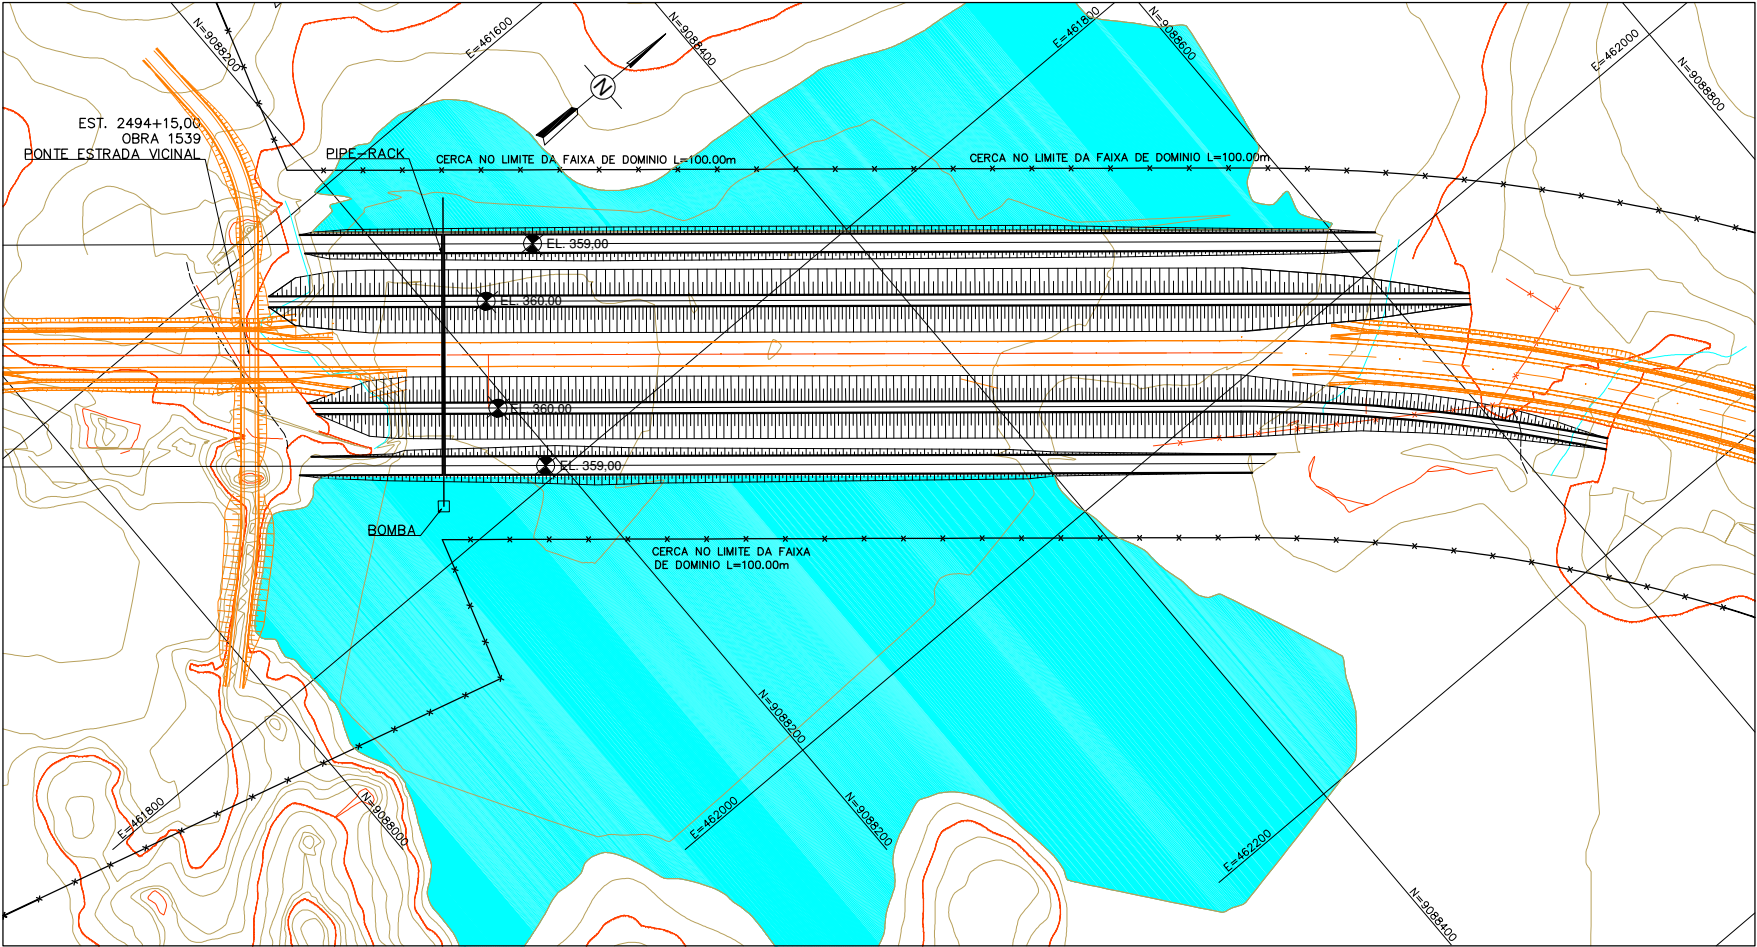 N=9088200
E=461600
N=9088400
E=461800
N=9088600
E=462000
N=9088800
N
EST. 2494+15,00
OBRA 1539
PONTE ESTRADA VICINAL
PIPE-RACK
CERCA NO LIMITE DA FAIXA DE DOMINIO L=100.00m
CERCA NO LIMITE DA FAIXA DE DOMINIO L=100.00m
EL. 359,00
EL. 360.00
EL. 360.00
EL. 359,00
BOMBA
CERCA NO LIMITE DA FAIXA
DE DOMINIO L=100.00m
N=9088200
E=461800
N=9088000
E=462000
N=9088200
E=462200
N=9088400